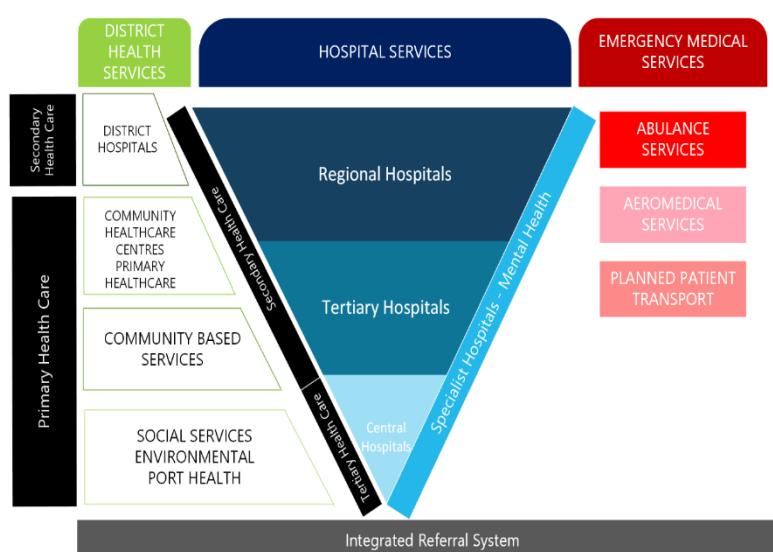 DISTRICT
HEALTH
SERVICES
HOSPITAL SERVICES
EMERGENCY MEDICAL
SERVICES
Secondary
Health Care
DISTRICT
HOSPITALS
Primary Health Care
COMMUNITY
HEALTHCARE
CENTRES
PRIMARY
HEALTHCARE
COMMUNITY BASED
SERVICES
SOCIAL SERVICES
ENVIRONMENTAL
PORT HEALTH
Secondary Health Care
Tertiary Health Care
Regional Hospitals
Tertiary Hospitals
Central
Hospitals
Specialist Hospitals - Mental Health
ABULANCE
SERVICES
AEROMEDICAL
SERVICES
PLANNED PATIENT
TRANSPORT
Integrated Referral System